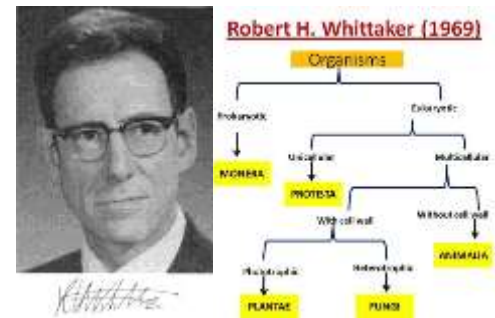 Robert H. Whittaker (1969)
Organisms
Prokaryotic
Eukaryotic
Unicellular
Multicellular
MONERA
PROTISTA
With cell wall
Without cell wall
ANIMALIA
Phototrophic
Heterotrophic
PLANTAE
FUNGI